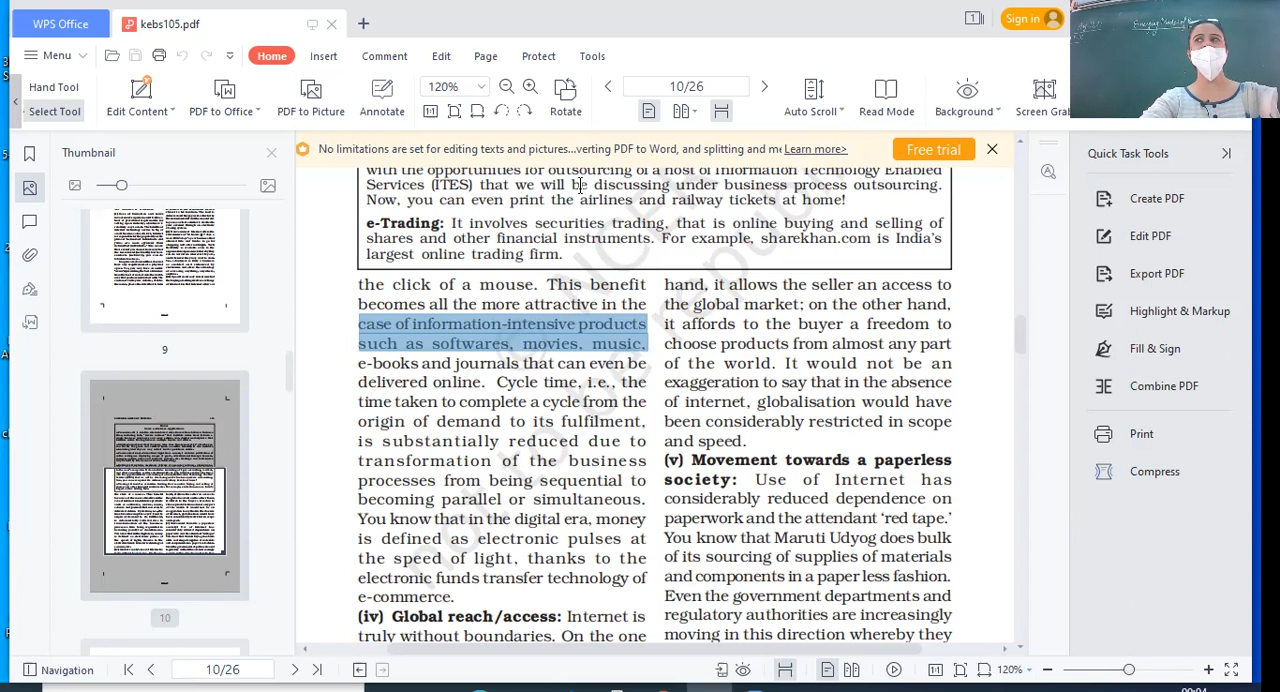 WPS Office
kebs105.pdf
Sign in
Menu
Home
Insert
Comment
Edit
Page
Protect
Tools
Hand Tool
Select Tool
Edit Content
PDF to Office
PDF to Picture
Annotate
120%
Rotate
10/26
Auto Scroll
Read Mode
Background
Screen Grab
Thumbnail
9
10
No limitations are set for editing texts and pictures...verting PDF to Word, and splitting and me Learn more>
Free trial
with the opportunities for outsourcing of a host of Information Technology Enabled
Services (ITES) that we will be discussing under business process outsourcing.
Now, you can even print the airlines and railway tickets at home!
e-Trading: It involves securities trading, that is online buying and selling of
shares and other financial instruments. For example, sharekhan.com is India's
largest online trading firm.
the click of a mouse. This benefit
becomes all the more attractive in the
case of information-intensive products
such as softwares, movies, music,
e-books and journals that can even be
delivered online. Cycle time, i.e., the
time taken to complete a cycle from the
origin of demand to its fulfilment,
is substantially reduced due to
transformation of the business
processes from being sequential to
becoming parallel or simultaneous.
You know that in the digital era, money
is defined as electronic pulses at
the speed of light, thanks to the
electronic funds transfer technology of
e-commerce.
(iv) Global reach/access: Internet is
truly without boundaries. On the one
hand, it allows the seller an access to
the global market; on the other hand,
it affords to the buyer a freedom to
choose products from almost any part
of the world. It would not be an
exaggeration to say that in the absence
of internet, globalisation would have
been considerably restricted in scope
and speed.
(v) Movement towards a paperless
society: Use of Internet has
considerably reduced dependence on
paperwork and the attendant 'red tape.'
You know that Maruti Udyog does bulk
of its sourcing of supplies of materials
and components in a paper less fashion.
Even the government departments and
regulatory authorities are increasingly
moving in this direction whereby they
Quick Task Tools
Create PDF
Edit PDF
Export PDF
Highlight & Markup
Fill & Sign
Combine PDF
Print
Compress
Navigation
10/26
120%